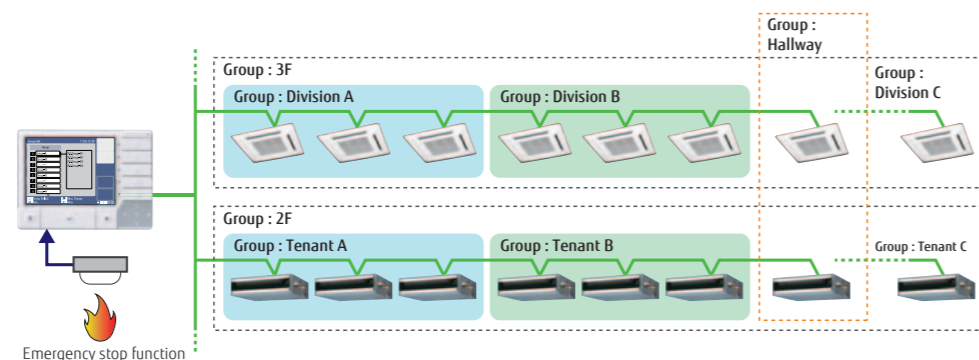 Group :
Hallway
Group : 3F
Group :
Division C
Group : Division A
Group : Division B
Group : 2F
Group : Tenant A
Group : Tenant B
Group : Tenant C
Emergency stop function